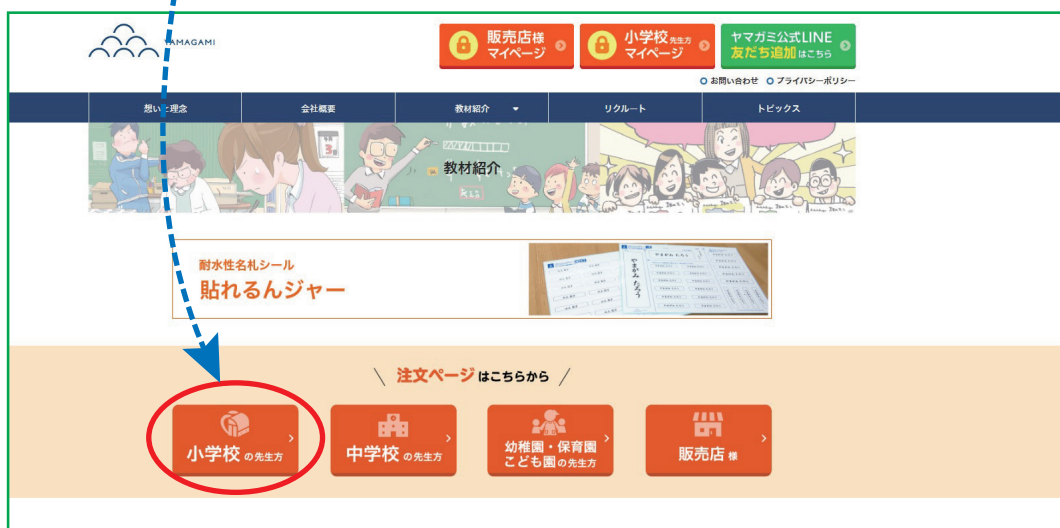 YAMAGAMI
販売店様
マイページ
小学校 先生方
マイページ
ヤマガミ公式LINE
友だち追加はこちら
お問い合わせ
プライバシーポリシー
想いと理念
会社概要
教材紹介
リクルート
トピックス
教材紹介
耐水性名札シール
貼れるんジャー
やまがみ たろう
注文ページはこちらから
小学校 の先生方
中学校 の先生方
幼稚園・保育園
こども園の先生方
販売店 様